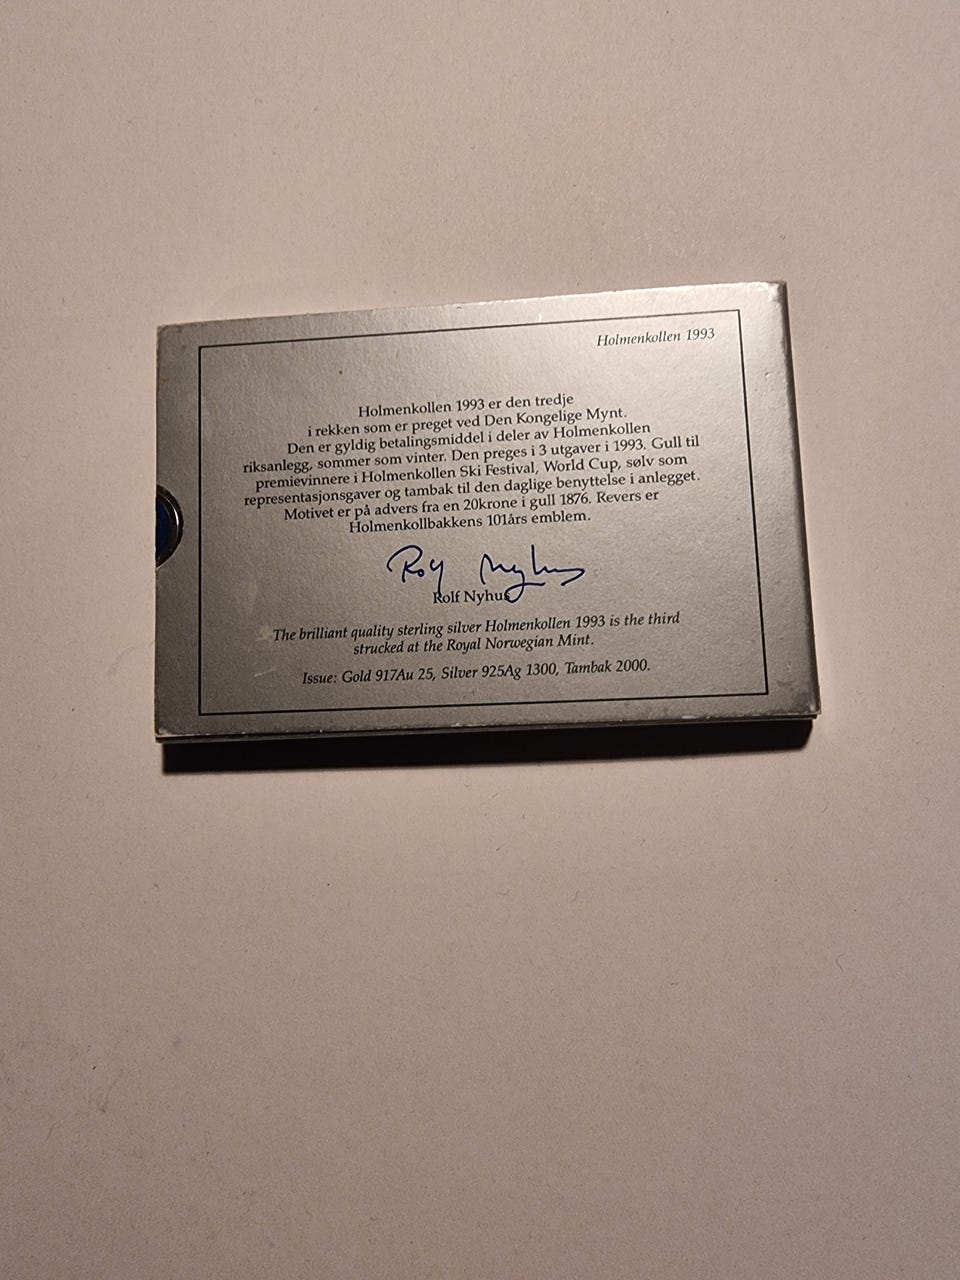 Holmenkollen 1993
Holmenkollen 1993 er den tredje
i rekken som er preget ved Den Kongelige Mynt.
Den er gyldig betalingsmiddel i deler av Holmenkollen
riksanlegg, sommer som vinter. Den preges i 3 utgaver i 1993. Gull til
premievinnere i Holmenkollen Ski Festival, World Cup, sølv som
representasjonsgaver og tambak til den daglige benyttelse i anlegget.
Motivet er på advers fra en 20krone i gull 1876. Revers er
Holmenkollbakkens 101års emblem.
Rolf Nyhus
Rolf Nyhus
The brilliant quality sterling silver Holmenkollen 1993 is the third
strucked at the Royal Norwegian Mint.
Issue: Gold 917Au 25, Silver 925Ag 1300, Tambak 2000.